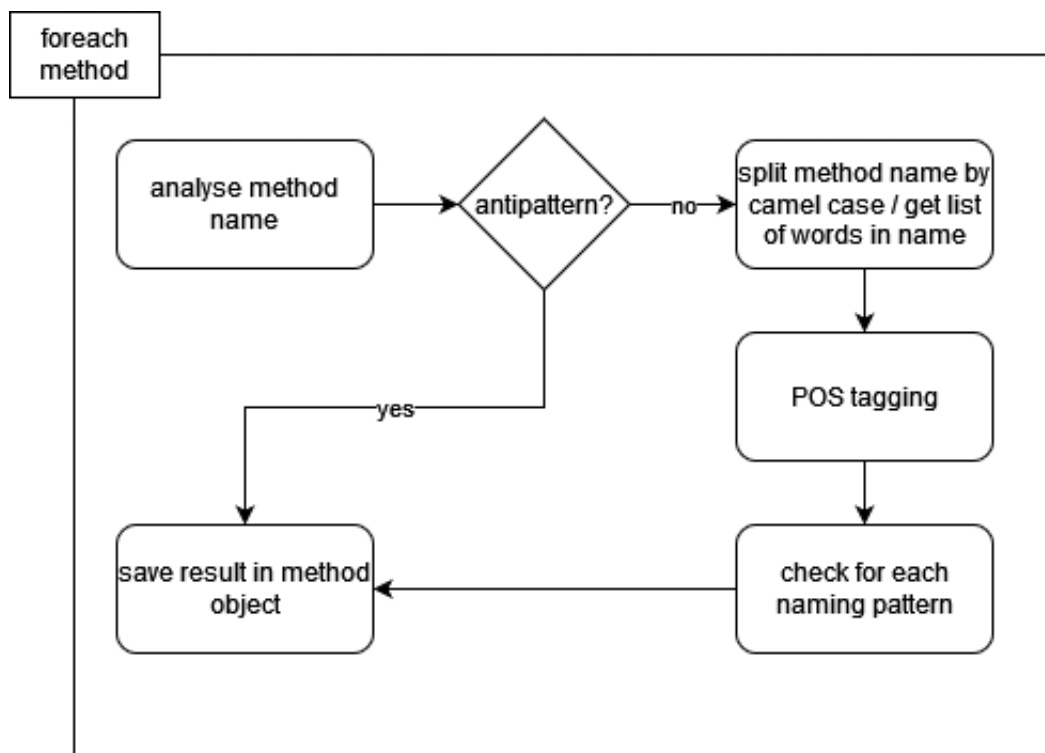 foreach
method
analyse method
name
antipattern?
no
split method name by
camel case / get list
of words in name
POS tagging
yes
save result in method
object
check for each
naming pattern